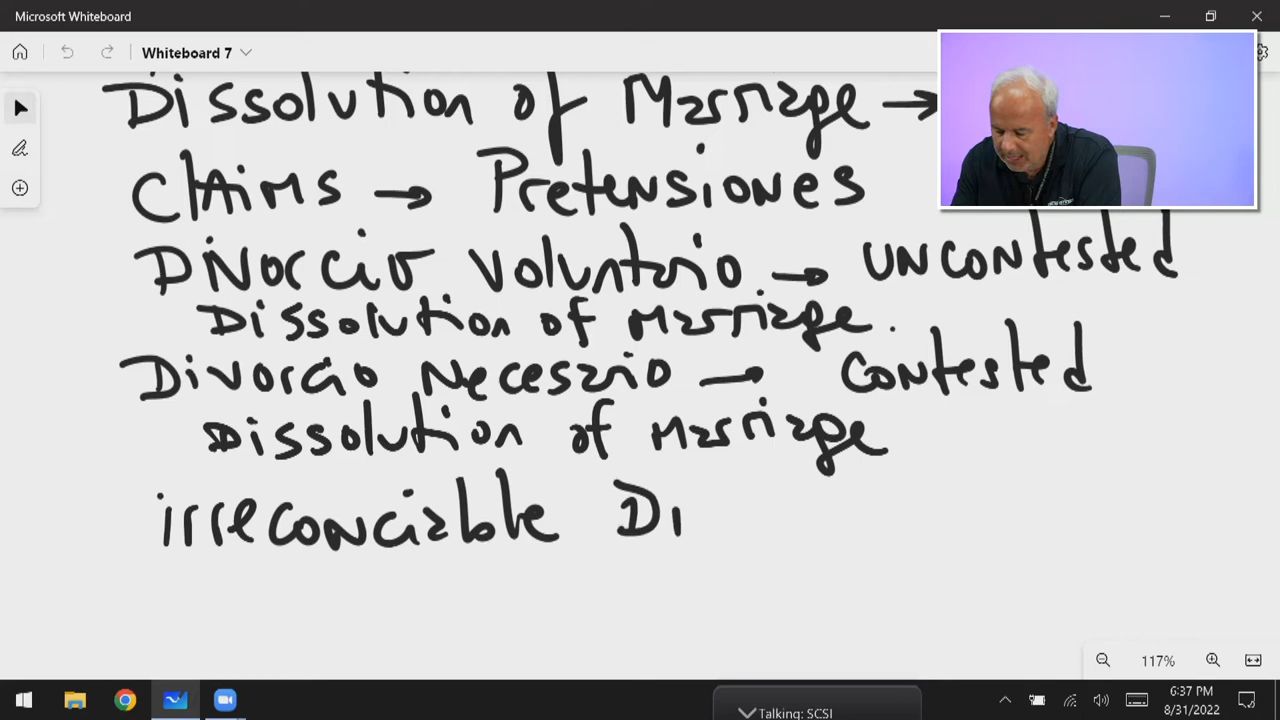 Microsoft Whiteboard
Whiteboard 7
Dissolution of Marriage →
Claims → Pretensiones
Divorcio Voluntario → uncontested
Dissolution of Marriage.
Divorcio Necesario → contested
Dissolution of Marriage
irreconciable Di
117%
Talking: SCSI
6:37 PM
8/31/2022